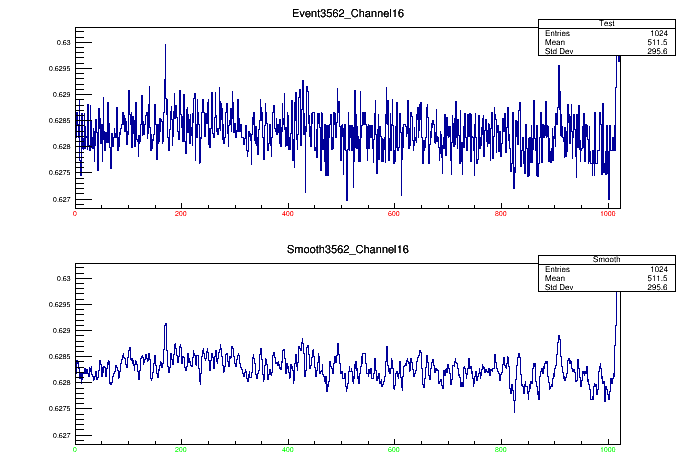 Event3562_Channel16
Test
Entries 1024
Mean 511.5
Std Dev 295.6
0.63
0.6295
0.629
0.6285
0.628
0.6275
0.627
0 200 400 600 800 1000
Smooth3562_Channel16
Smooth
Entries 1024
Mean 511.5
Std Dev 295.6
0.63
0.6295
0.629
0.6285
0.628
0.6275
0.627
0 200 400 600 800 1000